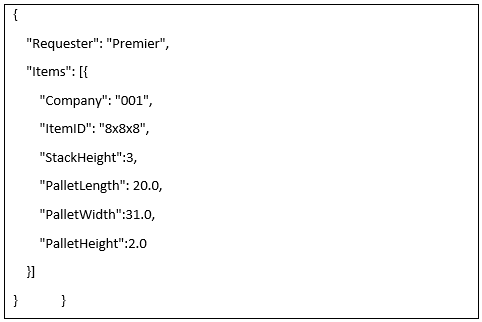 {
"Requester": "Premier",
"Items": [{
"Company": "001",
"ItemID": "8x8x8",
"StackHeight":3,
"PalletLength": 20.0,
"PalletWidth":31.0,
"PalletHeight":2.0
}]
} }